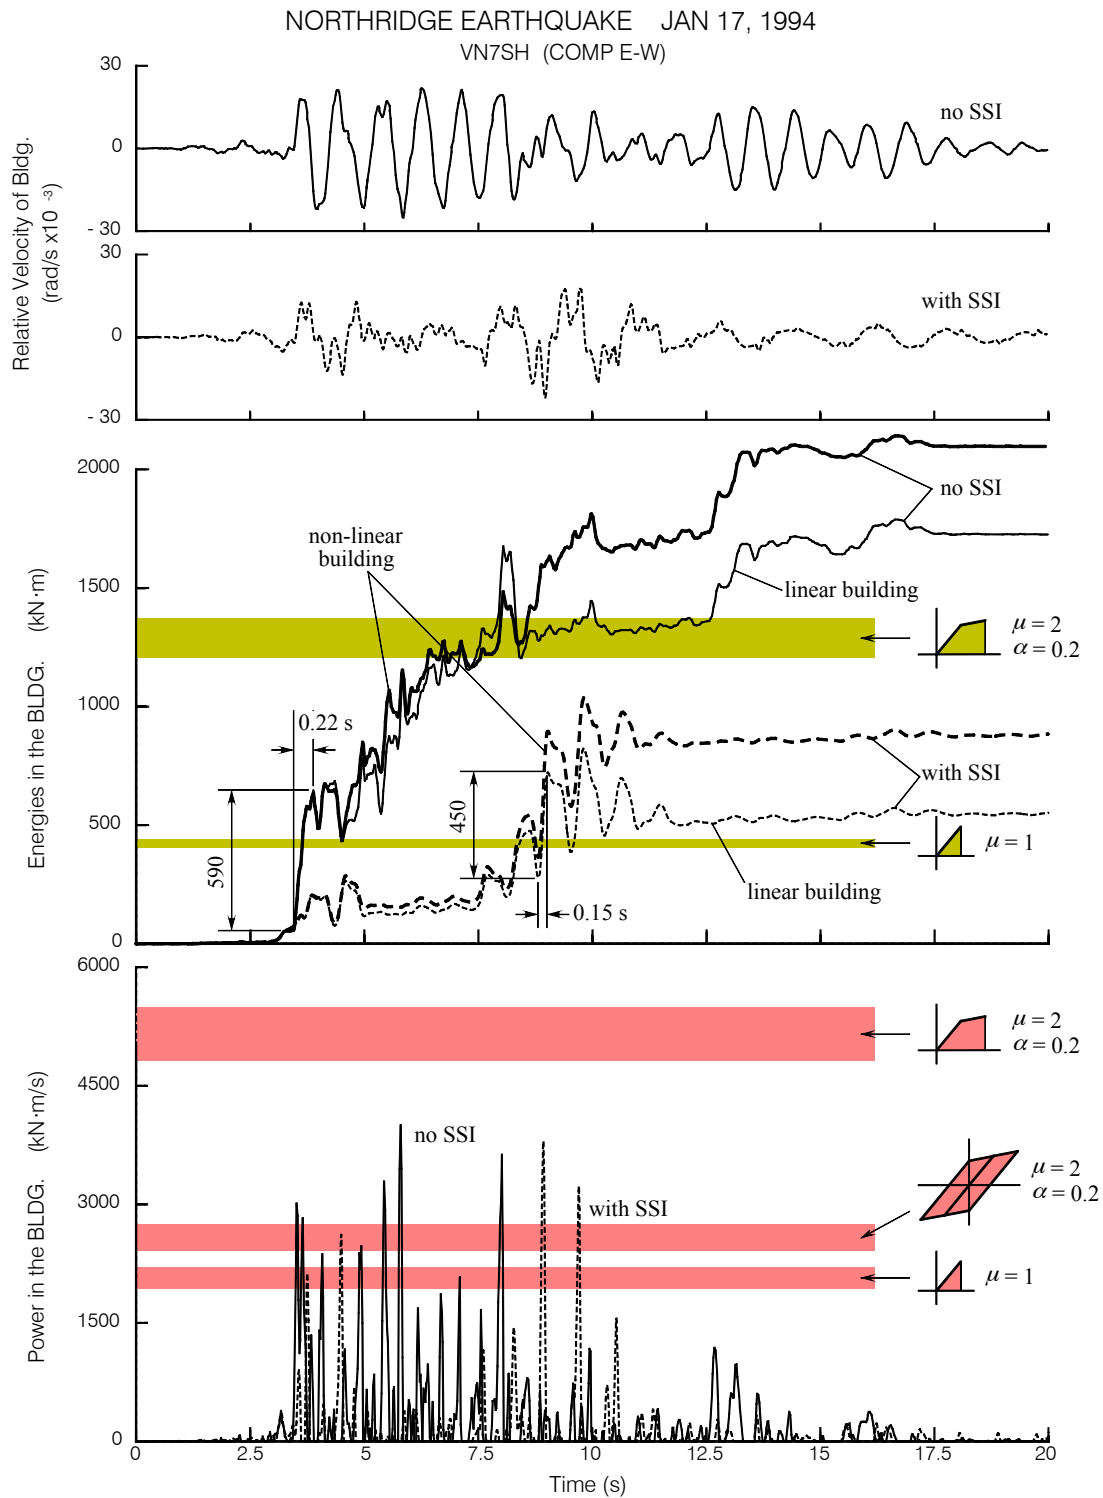 NORTHRIDGE EARTHQUAKE JAN 17, 1994
VN7SH (COMP E-W)
Relative Velocity of Bldg.
(rad/s x10 -3)
30
0
- 30
no SSI
30
0
- 30
with SSI
Energies in the BLDG. (kN·m)
2000
1500
1000
500
0
non-linear
building
no SSI
linear building
μ = 2
α = 0.2
0.22 s
590
450
with SSI
μ = 1
linear building
0.15 s
Power in the BLDG. (kN·m/s)
6000
4500
3000
1500
0
μ = 2
α = 0.2
no SSI
with SSI
μ = 2
α = 0.2
μ = 1
0 2.5 5 7.5 10 12.5 15 17.5 20
Time (s)